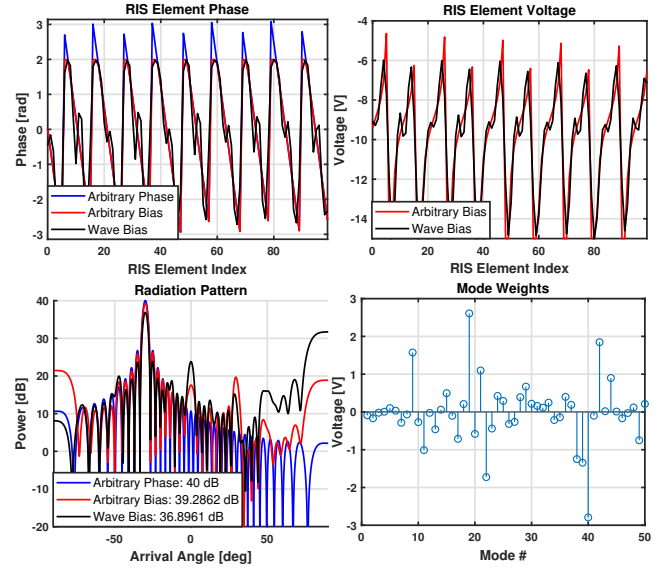 RIS Element Phase
3
2
1
0
-1
-2
-3
Phase [rad]
Arbitrary Phase
Arbitrary Bias
Wave Bias
0 20 40 60 80
RIS Element Index
RIS Element Voltage
-4
-6
-8
-10
-12
-14
Voltage [V]
Arbitrary Bias
Wave Bias
0 20 40 60 80
RIS Element Index
Radiation Pattern
40
30
20
10
0
-10
-20
Power [dB]
Arbitrary Phase: 40 dB
Arbitrary Bias: 39.2862 dB
Wave Bias: 36.8961 dB
-50 0 50
Arrival Angle [deg]
Mode Weights
3
2
1
0
-1
-2
-3
Voltage [V]
0 10 20 30 40 50
Mode #